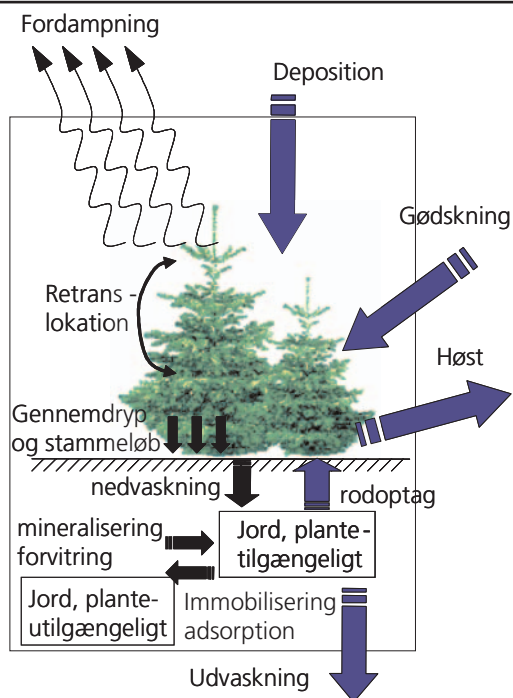 Fordampning
Deposition
Gødskning
Retrans -
lokation
Høst
Gennemdryp
og stammeløb
nedvaskning
rodoptag
mineralisering
forvitring
Jord, plante-
tilgængeligt
Jord, plante-
utilgængeligt
Immobilisering
adsorption
Udvaskning